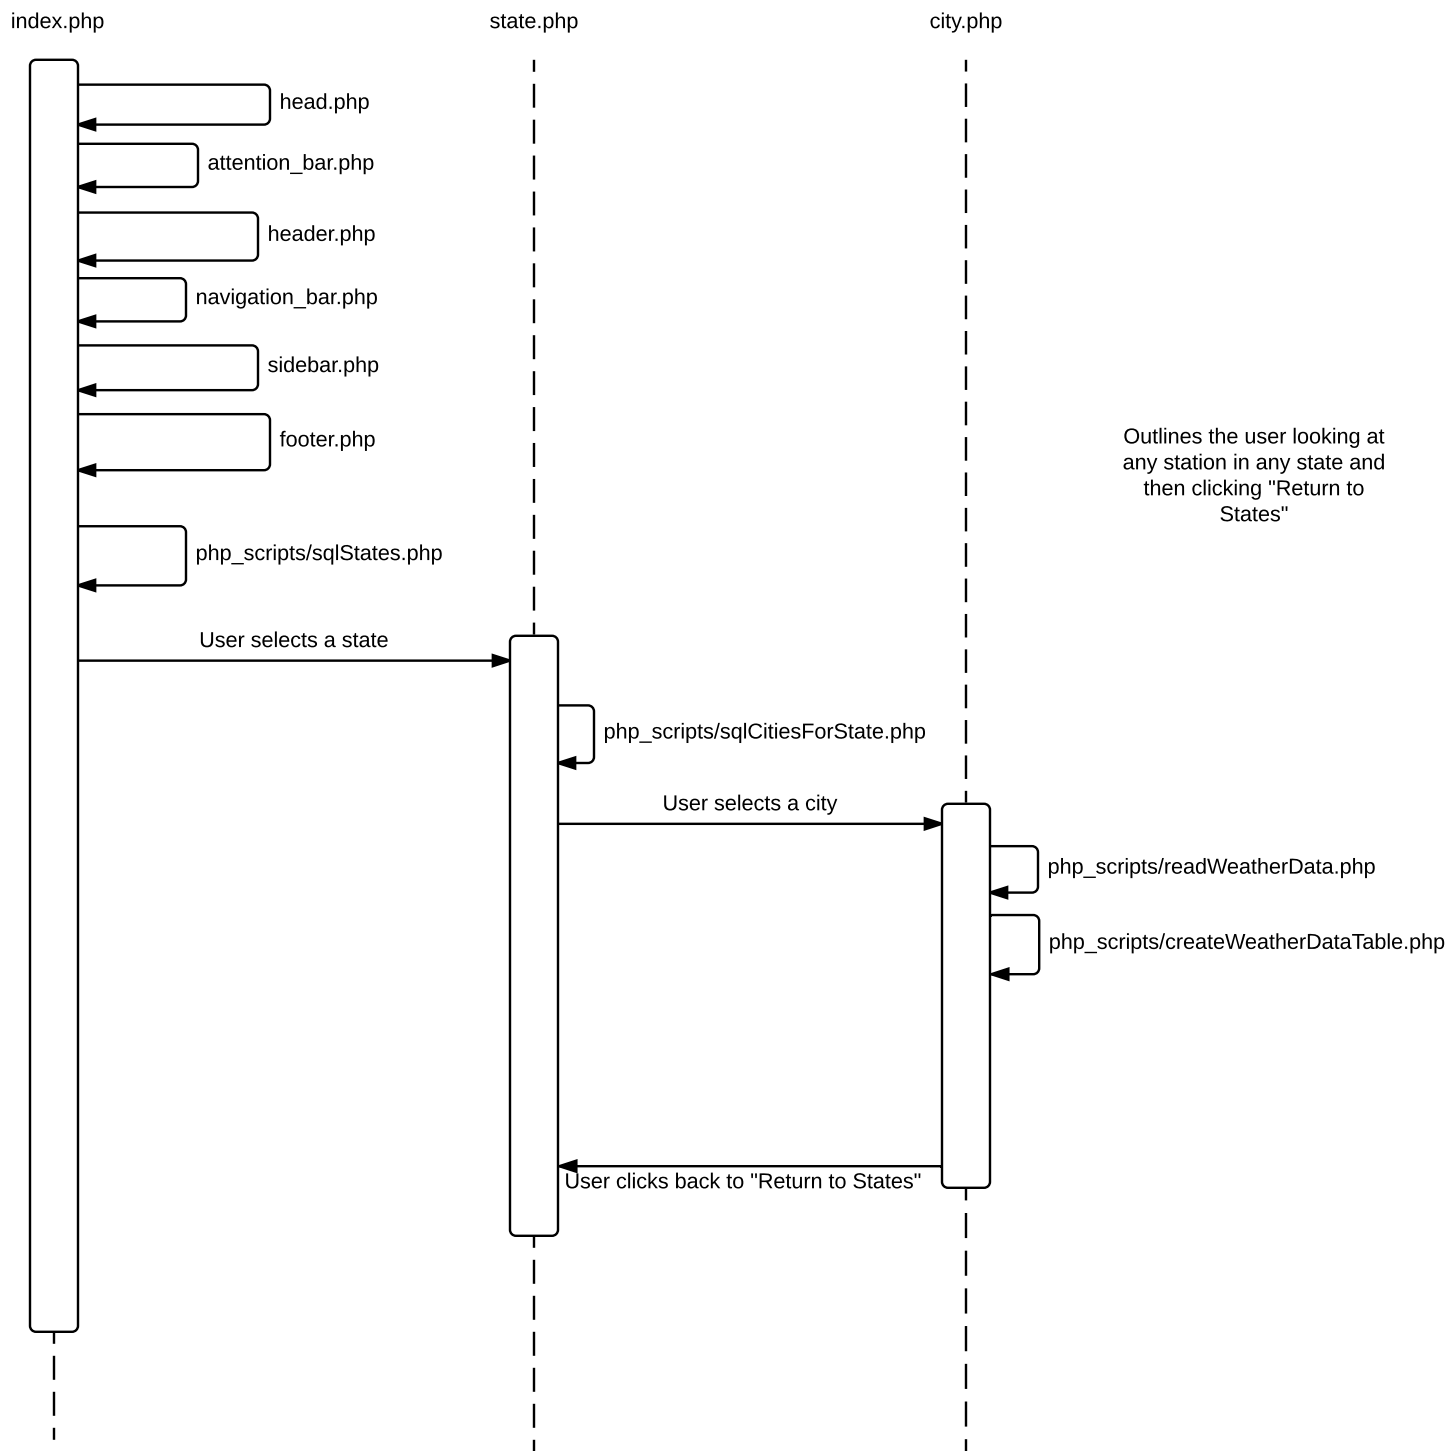 index.php
state.php
city.php
head.php
attention_bar.php
header.php
navigation_bar.php
sidebar.php
footer.php
Outlines the user looking at
any station in any state and
then clicking "Return to
States"
php_scripts/sqlStates.php
User selects a state
php_scripts/sqlCitiesForState.php
User selects a city
php_scripts/readWeatherData.php
php_scripts/createWeatherDataTable.php
User clicks back to "Return to States"